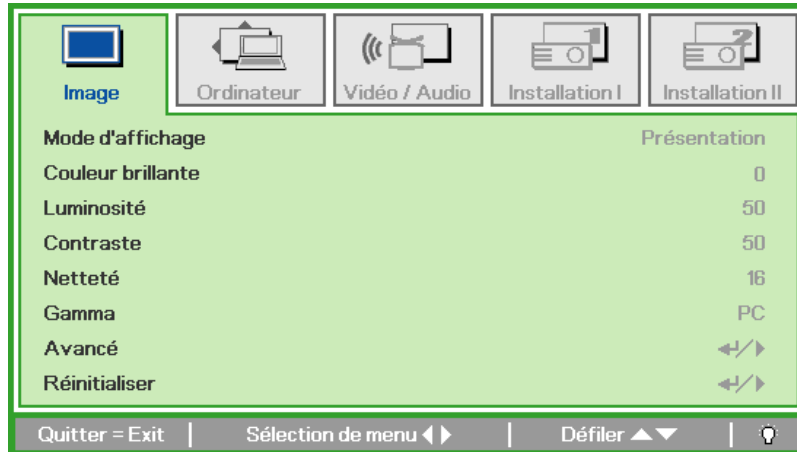 Image Ordinateur Vidéo / Audio Installation I Installation II
Mode d'affichage Présentation
Couleur brillante 0
Luminosité 50
Contraste 50
Netteté 16
Gamma PC
Avancé
Réinitialiser
Quitter = Exit Sélection de menu Défiler